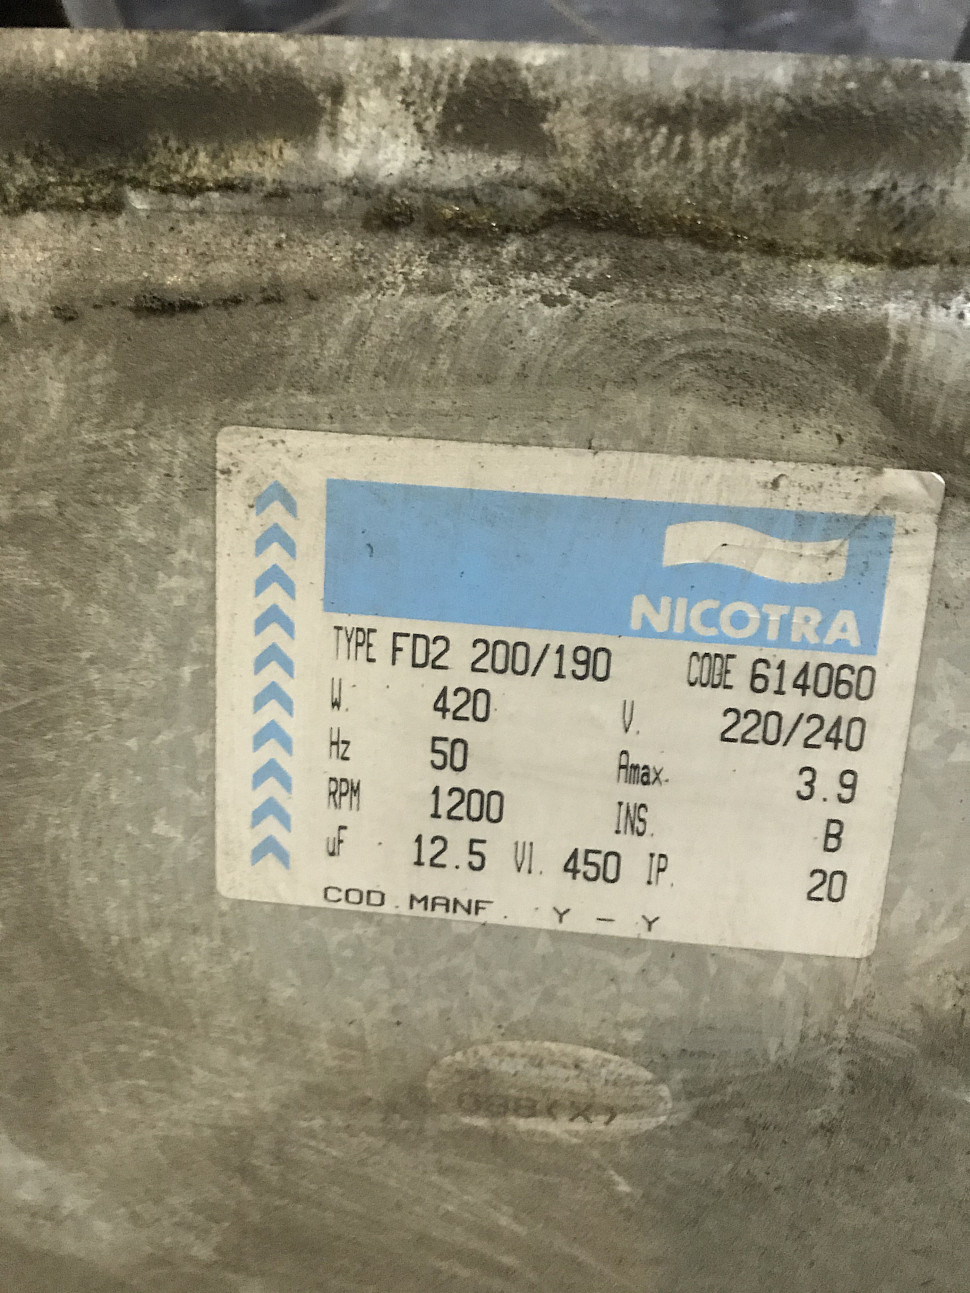 NICOTRA
TYPE FD2 200/190 CODE 614060
W. 420 V. 220/240
Hz 50 Amax. 3.9
RPM 1200 INS. B
uF 12.5 VI. 450 IP. 20
COD.MANF. Y - Y